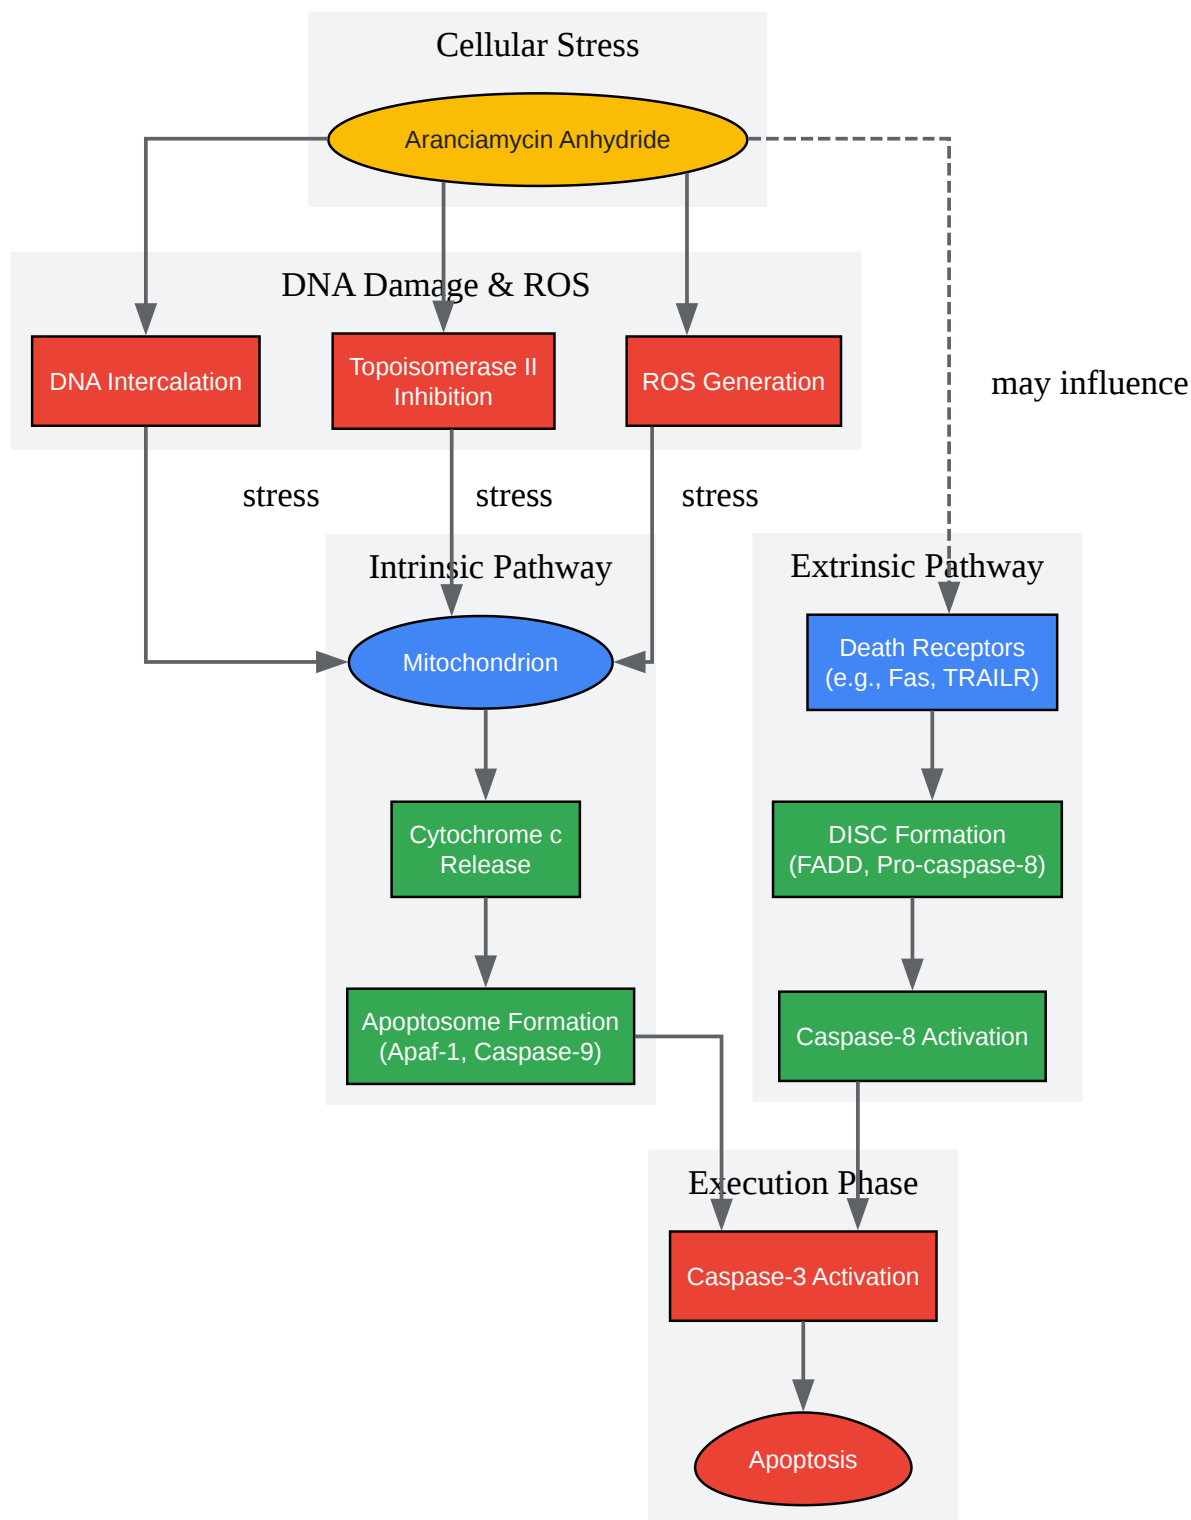 Cellular Stress
Aranciamycin Anhydride
DNA Damage & ROS
DNA Intercalation
Topoisomerase II
Inhibition
ROS Generation
may influence
stress
stress
stress
Intrinsic Pathway
Extrinsic Pathway
Mitochondrion
Death Receptors
(e.g., Fas, TRAILR)
Cytochrome c
Release
DISC Formation
(FADD, Pro-caspase-8)
Apoptosome Formation
(Apaf-1, Caspase-9)
Caspase-8 Activation
Execution Phase
Caspase-3 Activation
Apoptosis